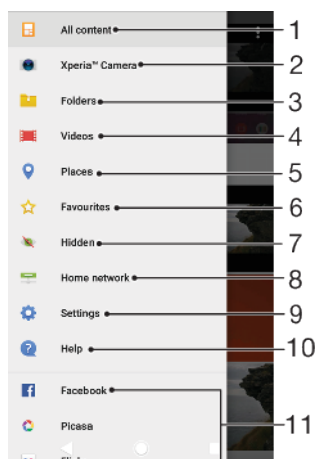 All content 1
Xperia™ Camera 2
Folders 3
Videos 4
Places 5
Favourites 6
Hidden 7
Home network 8
Settings 9
Help 10
Facebook
11
Picasa